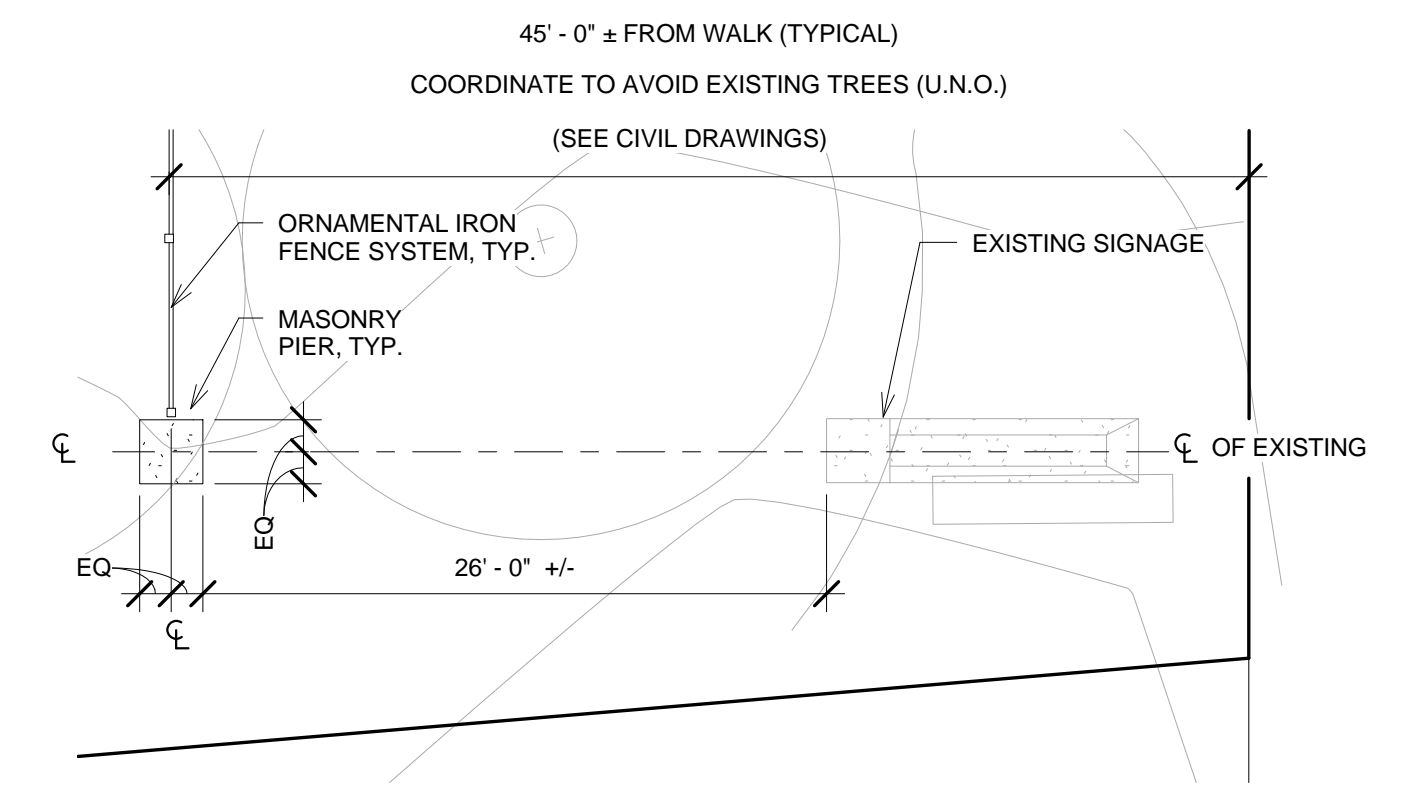 45' - 0" ± FROM WALK (TYPICAL)
COORDINATE TO AVOID EXISTING TREES (U.N.O.)
(SEE CIVIL DRAWINGS)
ORNAMENTAL IRON
FENCE SYSTEM, TYP.
EXISTING SIGNAGE
MASONRY
PIER, TYP.
℄
℄ OF EXISTING
EQ
EQ
26' - 0" +/-
℄